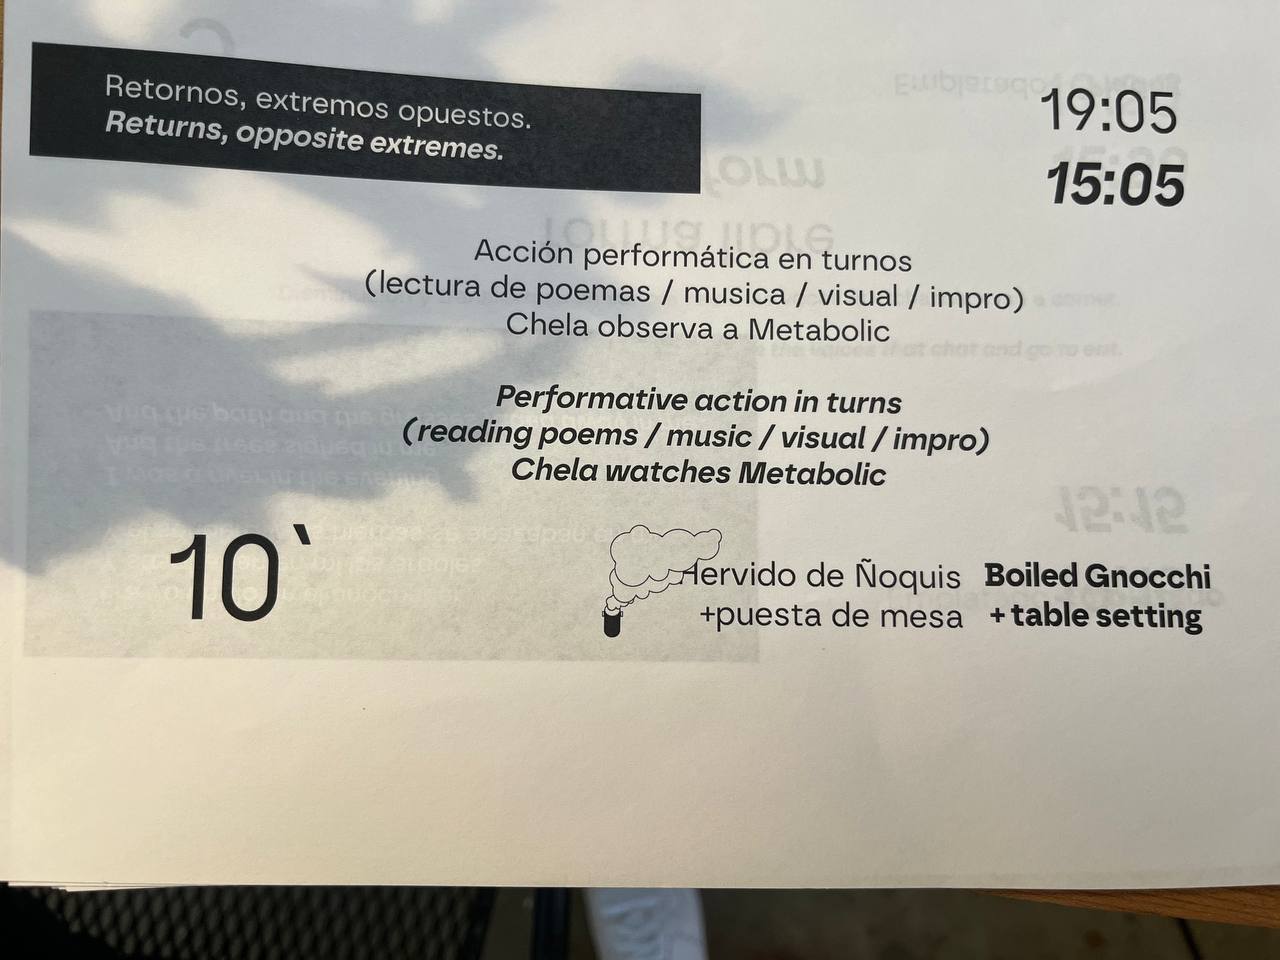 Retornos, extremos opuestos.
Returns, opposite extremes.
19:05
15:05
Acción performática en turnos
(lectura de poemas / musica / visual / impro)
Chela observa a Metabolic
Performative action in turns
(reading poems / music / visual / impro)
Chela watches Metabolic
10`
Hervido de Ñoquis Boiled Gnocchi
+puesta de mesa + table setting